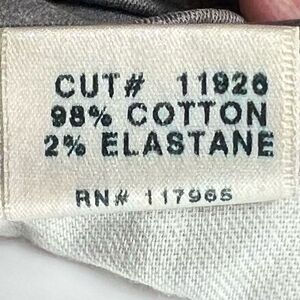 CUT# 11926
98% COTTON
2% ELASTANE
RN# 117965